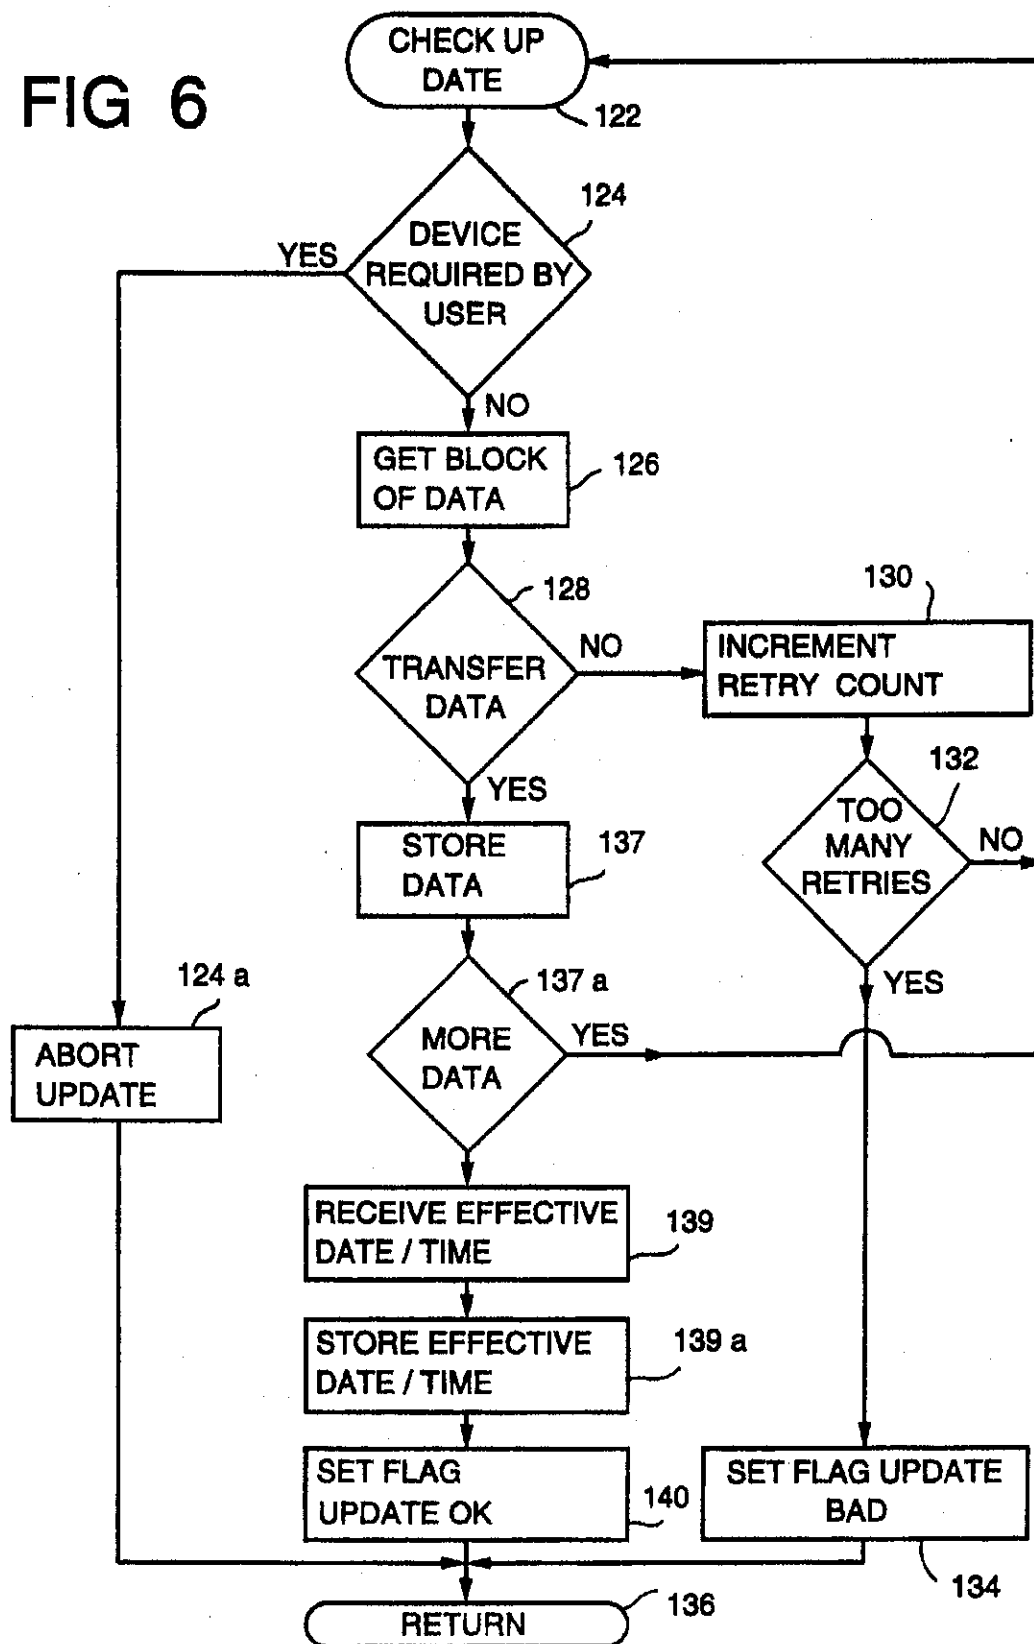 FIG 6
CHECK UP
DATE
122
124
DEVICE
REQUIRED BY
USER
YES
NO
GET BLOCK
OF DATA
126
128
TRANSFER
DATA
NO
130
INCREMENT
RETRY COUNT
YES
132
TOO
MANY
RETRIES
NO
STORE
DATA
137
YES
137 a
MORE
DATA
YES
124 a
ABORT
UPDATE
RECEIVE EFFECTIVE
DATE / TIME
139
STORE EFFECTIVE
DATE / TIME
139 a
SET FLAG
UPDATE OK
140
SET FLAG UPDATE
BAD
134
RETURN
136